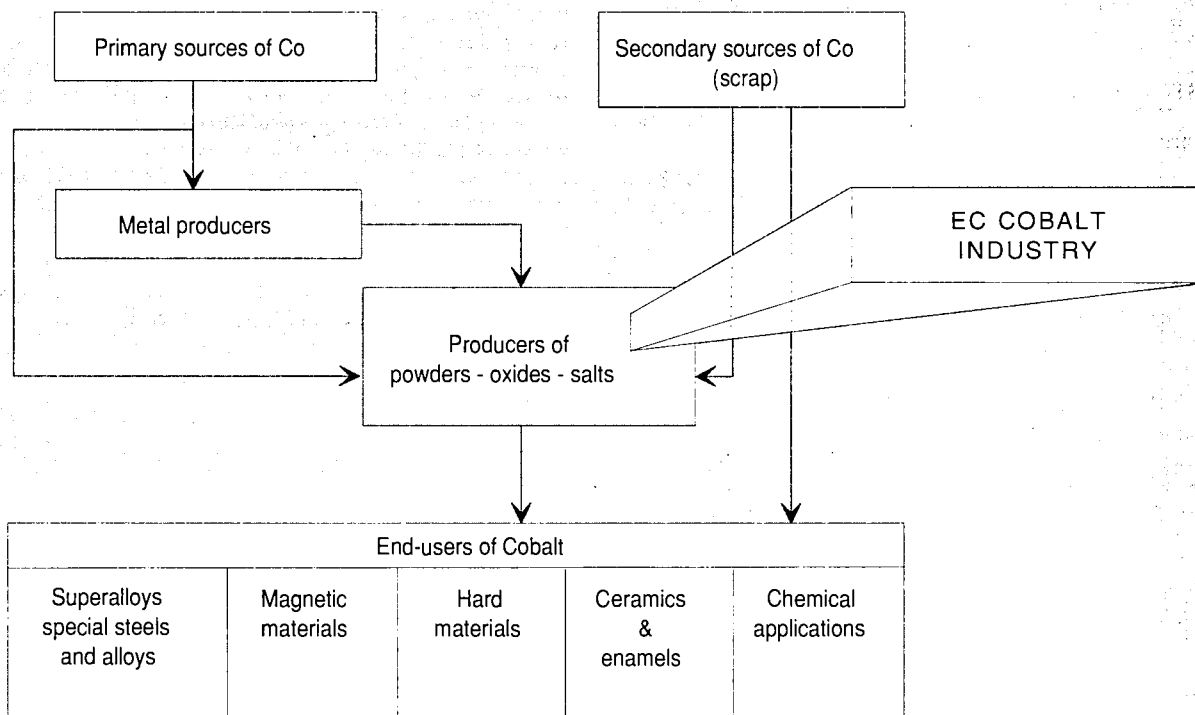 Primary sources of Co
Secondary sources of Co
(scrap)
Metal producers
EC COBALT
INDUSTRY
Producers of
powders - oxides - salts
End-users of Cobalt
Superalloys
special steels
and alloys
Magnetic
materials
Hard
materials
Ceramics
&
enamels
Chemical
applications